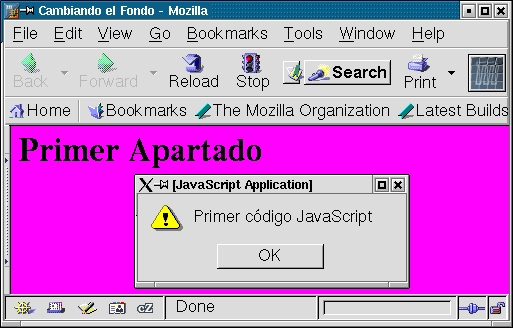 Cambiando el Fondo - Mozilla
File Edit View Go Bookmarks Tools Window Help
Back Forward Reload Stop Search Print
Home Bookmarks The Mozilla Organization Latest Builds
Primer Apartado
[JavaScript Application]
Primer código JavaScript
OK
cZ Done